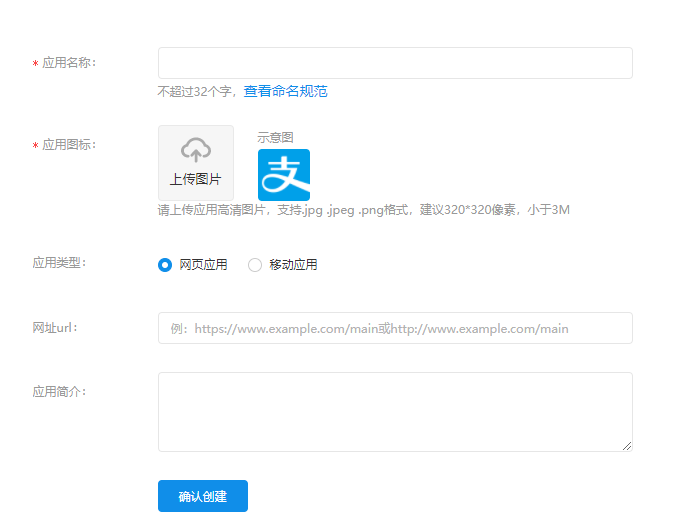 * 应用名称:
不超过32个字，查看命名规范
* 应用图标:
示意图
上传图片
支
请上传应用高清图片，支持.jpg .jpeg .png格式，建议320*320像素，小于3M
应用类型:
网页应用 移动应用
网址url:
例：https://www.example.com/main或http://www.example.com/main
应用简介:
确认创建